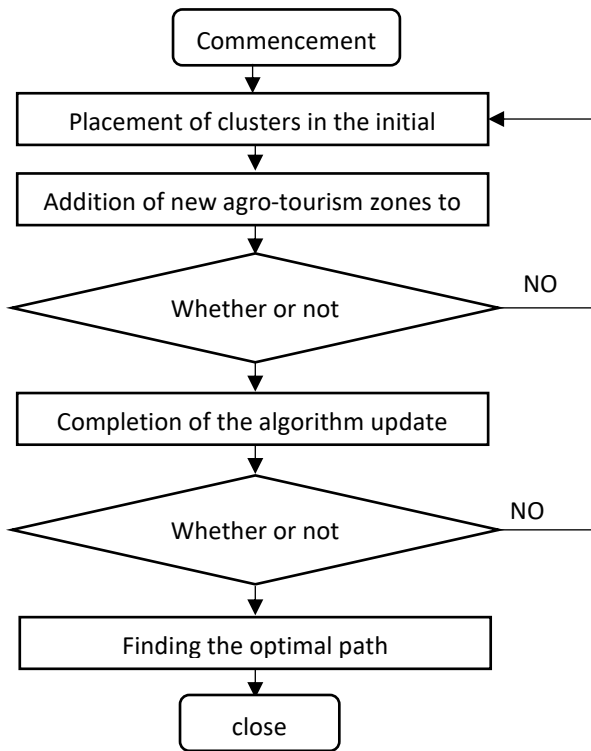 Commencement
Placement of clusters in the initial
Addition of new agro-tourism zones to
Whether or not
NO
Completion of the algorithm update
Whether or not
NO
Finding the optimal path
close